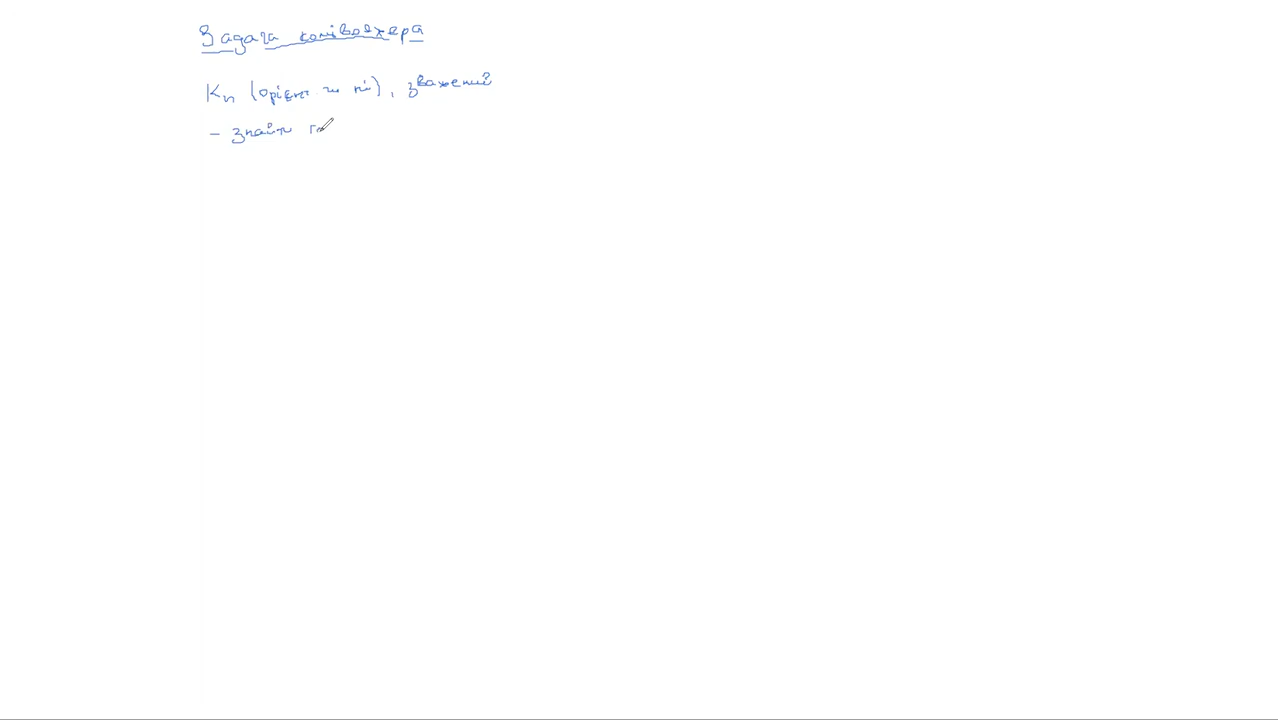 Задача комівояжера
Kn (орієнт. чи ні), зважений
- знайти